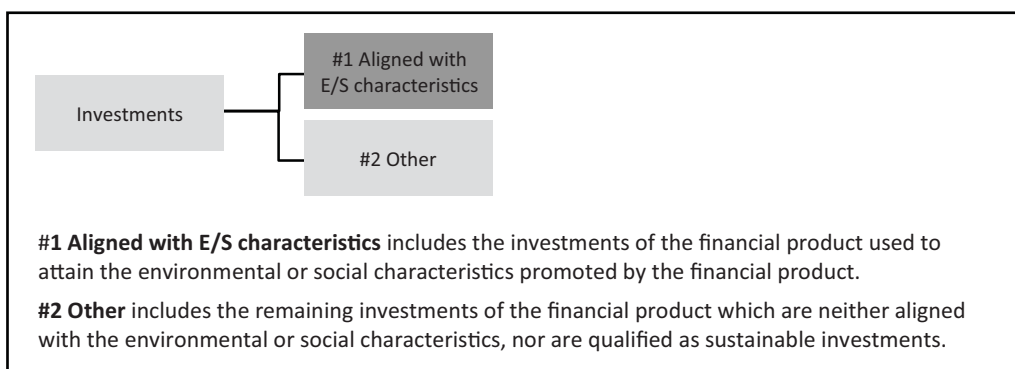 #1 Aligned with
E/S characteristics
Investments
#2 Other
#1 Aligned with E/S characteristics includes the investments of the financial product used to
attain the environmental or social characteristics promoted by the financial product.
#2 Other includes the remaining investments of the financial product which are neither aligned
with the environmental or social characteristics, nor are qualified as sustainable investments.